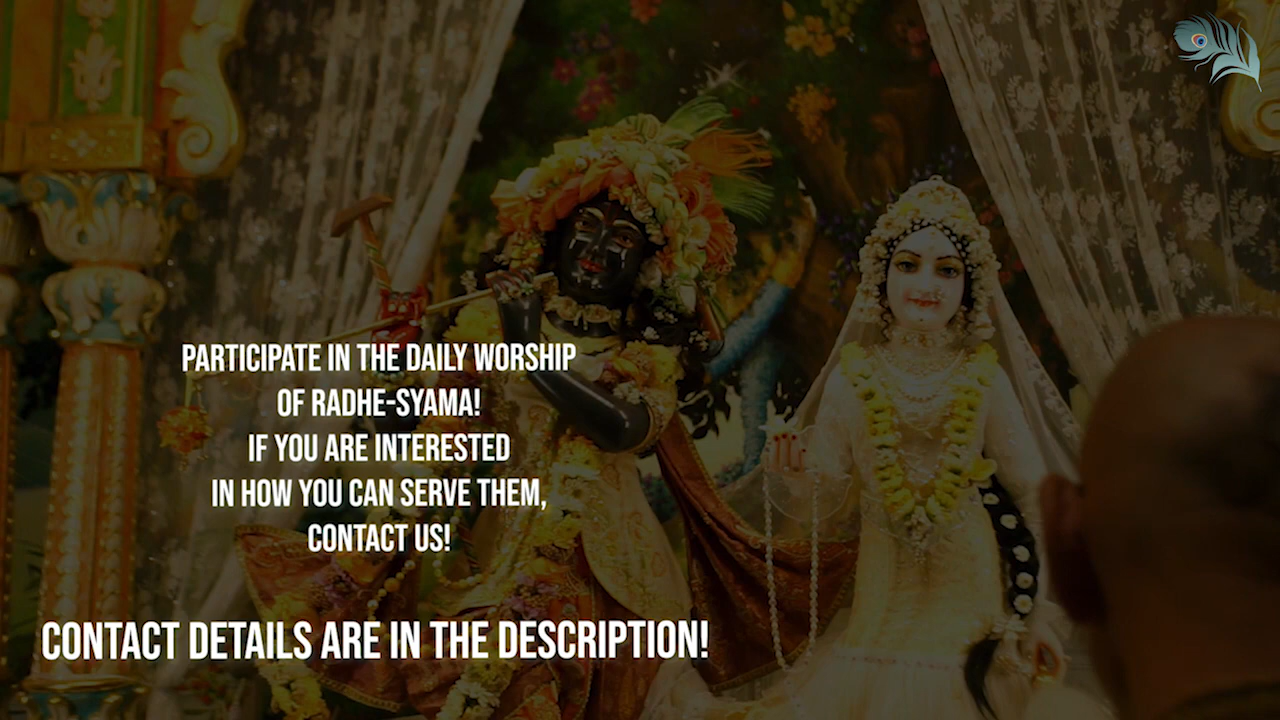 PARTICIPATE IN THE DAILY WORSHIP
OF RADHE-SYAMA!
IF YOU ARE INTERESTED
IN HOW YOU CAN SERVE THEM,
CONTACT US!
CONTACT DETAILS ARE IN THE DESCRIPTION!